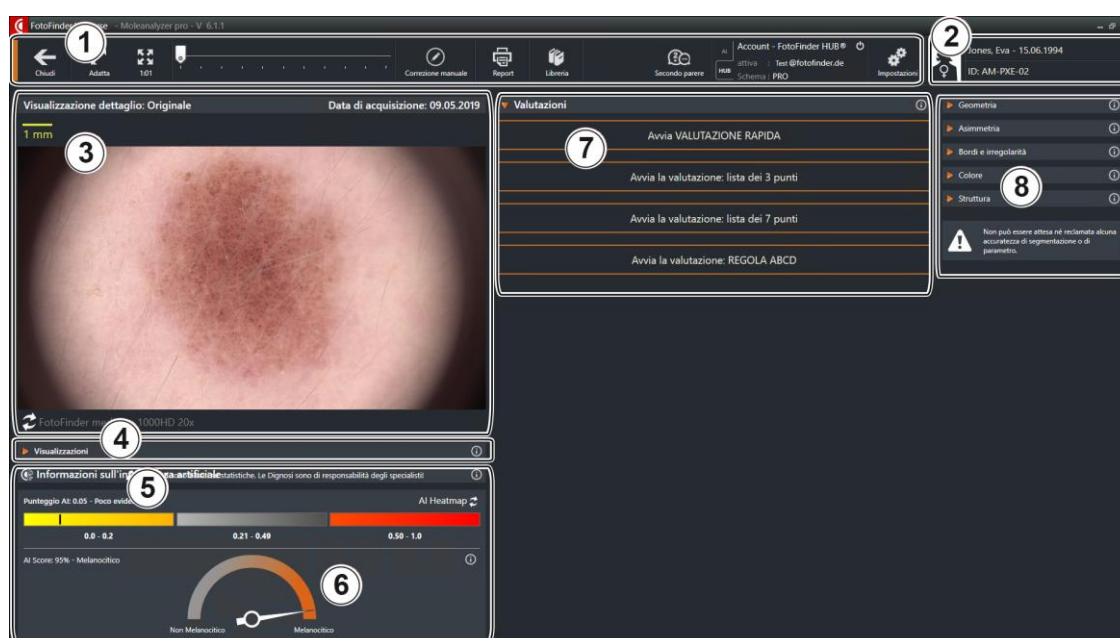 FotoFinder - Moleanalyzer pro - V 6.1.1
1
Chiudi
Adatta
1:01
Correzione manuale
Report
Libreria
Secondo parere
AI
HUB
Account - FotoFinder HUB®
attiva : Test @fotofinder.de
Schema : PRO
Impostazioni
2
Jones, Eva - 15.06.1994
ID: AM-PXE-02
Visualizzazione dettaglio: Originale
Data di acquisizione: 09.05.2019
1 mm
3
FotoFinder 1000HD 20x
4
Visualizzazioni
Informazioni artificiale statistiche. Le Dignosi sono di responsabilità degli specialisti!
5
Punteggio AI: 0.05 - Poco
AI Heatmap
0.0 - 0.2
0.21 - 0.49
0.50 - 1.0
AI Score: 95% - Melanocitico
6
Non Melanocitico
Melanocitico
Valutazioni
7
Avvia VALUTAZIONE RAPIDA
Avvia la valutazione: lista dei 3 punti
Avvia la valutazione: lista dei 7 punti
Avvia la valutazione: REGOLA ABCD
Geometria
Asimmetria
Bordi e irregolarità
Colore
8
Struttura
Non può essere attesa né reclamata alcuna
accuratezza di segmentazione o di
parametro.